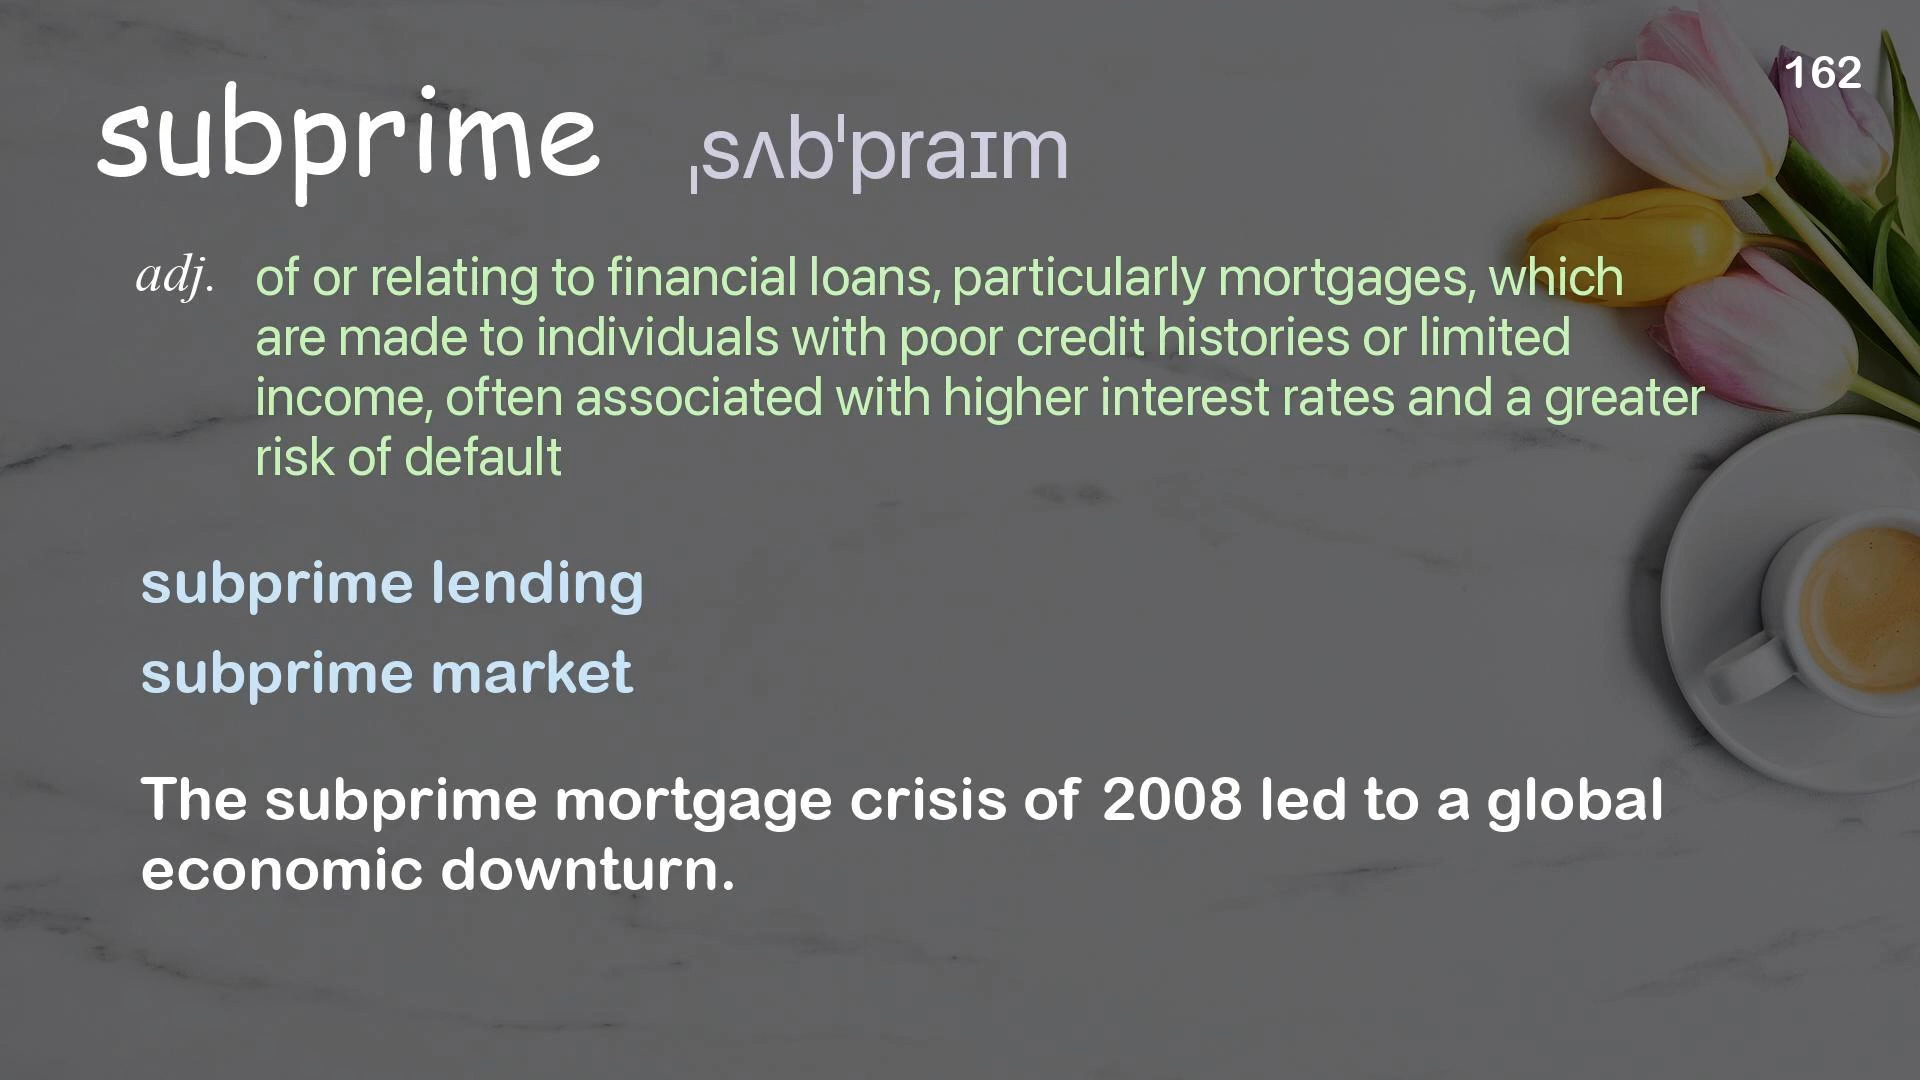 162
subprime ˌsʌbˈpraɪm
adj. of or relating to financial loans, particularly mortgages, which
are made to individuals with poor credit histories or limited
income, often associated with higher interest rates and a greater
risk of default
subprime lending
subprime market
The subprime mortgage crisis of 2008 led to a global
economic downturn.